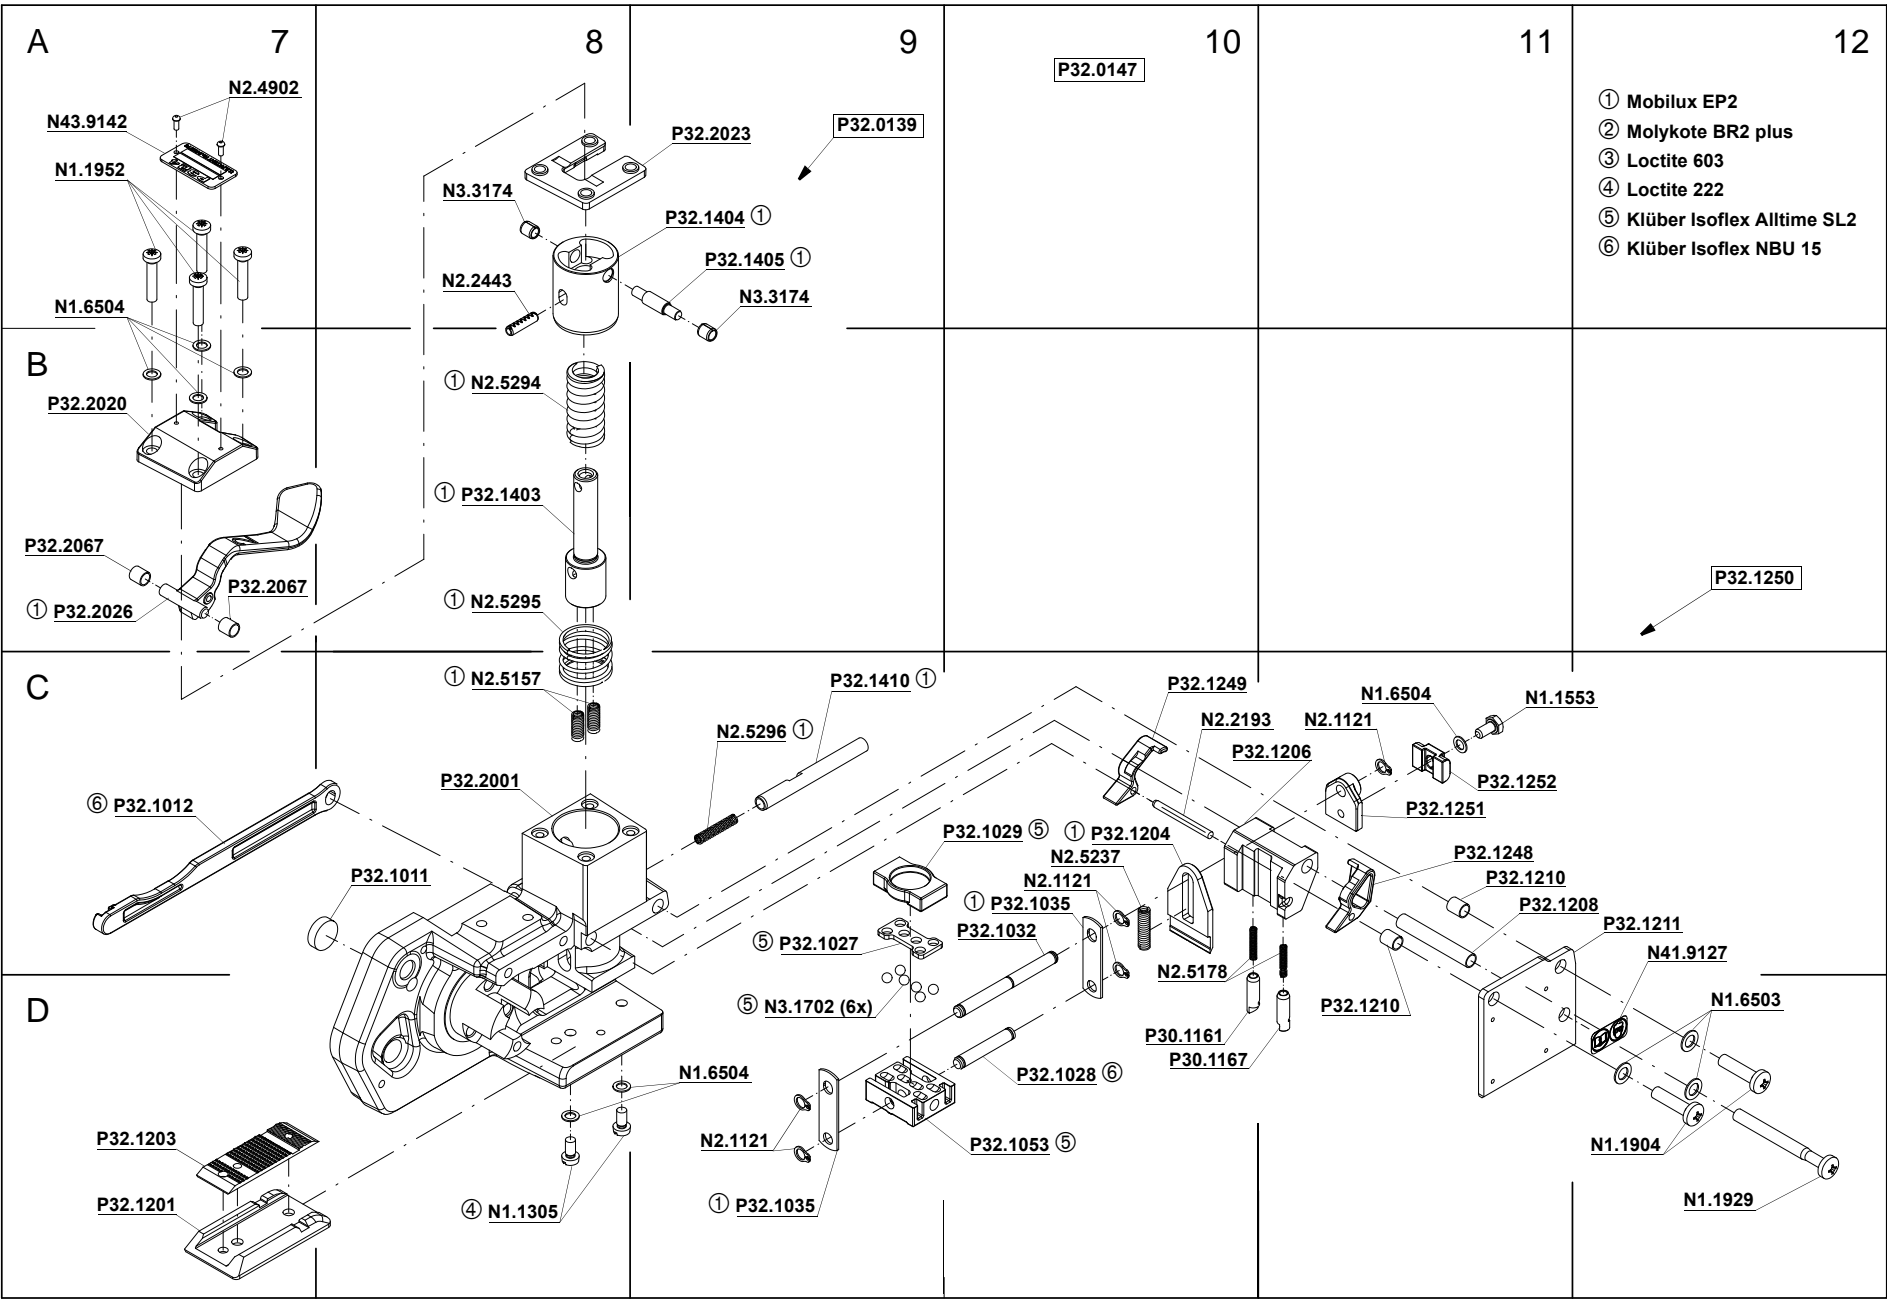 A
7
8
9
10
11
12
P32.0147
① Mobilux EP2
② Molykote BR2 plus
③ Loctite 603
④ Loctite 222
⑤ Klüber Isoflex Alltime SL2
⑥ Klüber Isoflex NBU 15
N2.4902
N43.9142
N1.1952
N1.6504
P32.0139
P32.2023
N3.3174
P32.1404 ①
P32.1405 ①
N2.2443
N3.3174
B
P32.2020
① N2.5294
① P32.1403
P32.2067
P32.2067
① P32.2026
① N2.5295
P32.1250
C
① N2.5157
P32.1410 ①
N2.5296 ①
P32.2001
⑥ P32.1012
P32.1011
P32.1249
N2.2193
P32.1206
N1.6504
N1.1553
N2.1121
P32.1252
P32.1251
P32.1029 ⑤
① P32.1204
N2.5237
N2.1121
① P32.1035
P32.1032
⑤ P32.1027
P32.1248
P32.1210
P32.1208
P32.1211
N41.9127
N2.5178
D
⑤ N3.1702 (6x)
P32.1210
N1.6503
P30.1161
P30.1167
N1.6504
P32.1028 ⑥
P32.1203
N2.1121
P32.1053 ⑤
N1.1904
P32.1201
④ N1.1305
① P32.1035
N1.1929